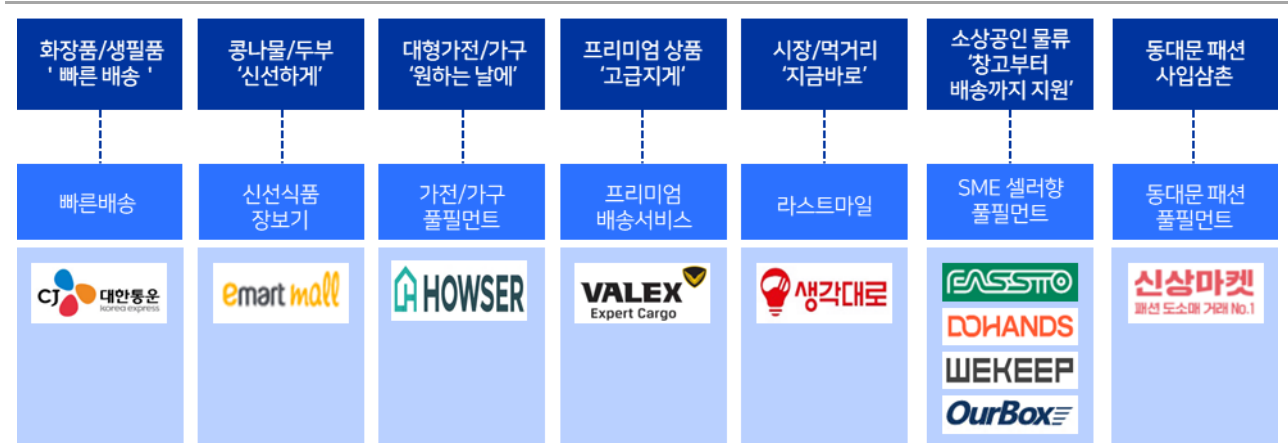 화장품/생필품
' 빠른 배송 '
콩나물/두부
'신선하게'
대형가전/가구
'원하는 날에'
프리미엄 상품
'고급지게'
시장/먹거리
'지금바로'
소상공인 물류
'창고부터
배송까지 지원'
동대문 패션
사입삼촌
빠른배송
신선식품
장보기
가전/가구
풀필먼트
프리미엄
배송서비스
라스트마일
SME 셀러향
풀필먼트
동대문 패션
풀필먼트
CJ 대한통운
korea express
emart mall
HOWSER
VALEX
Expert Cargo
생각대로
FASSTO
DOHANDS
WEKEEP
OurBox
신상마켓
패션 도소매 거래 No.1